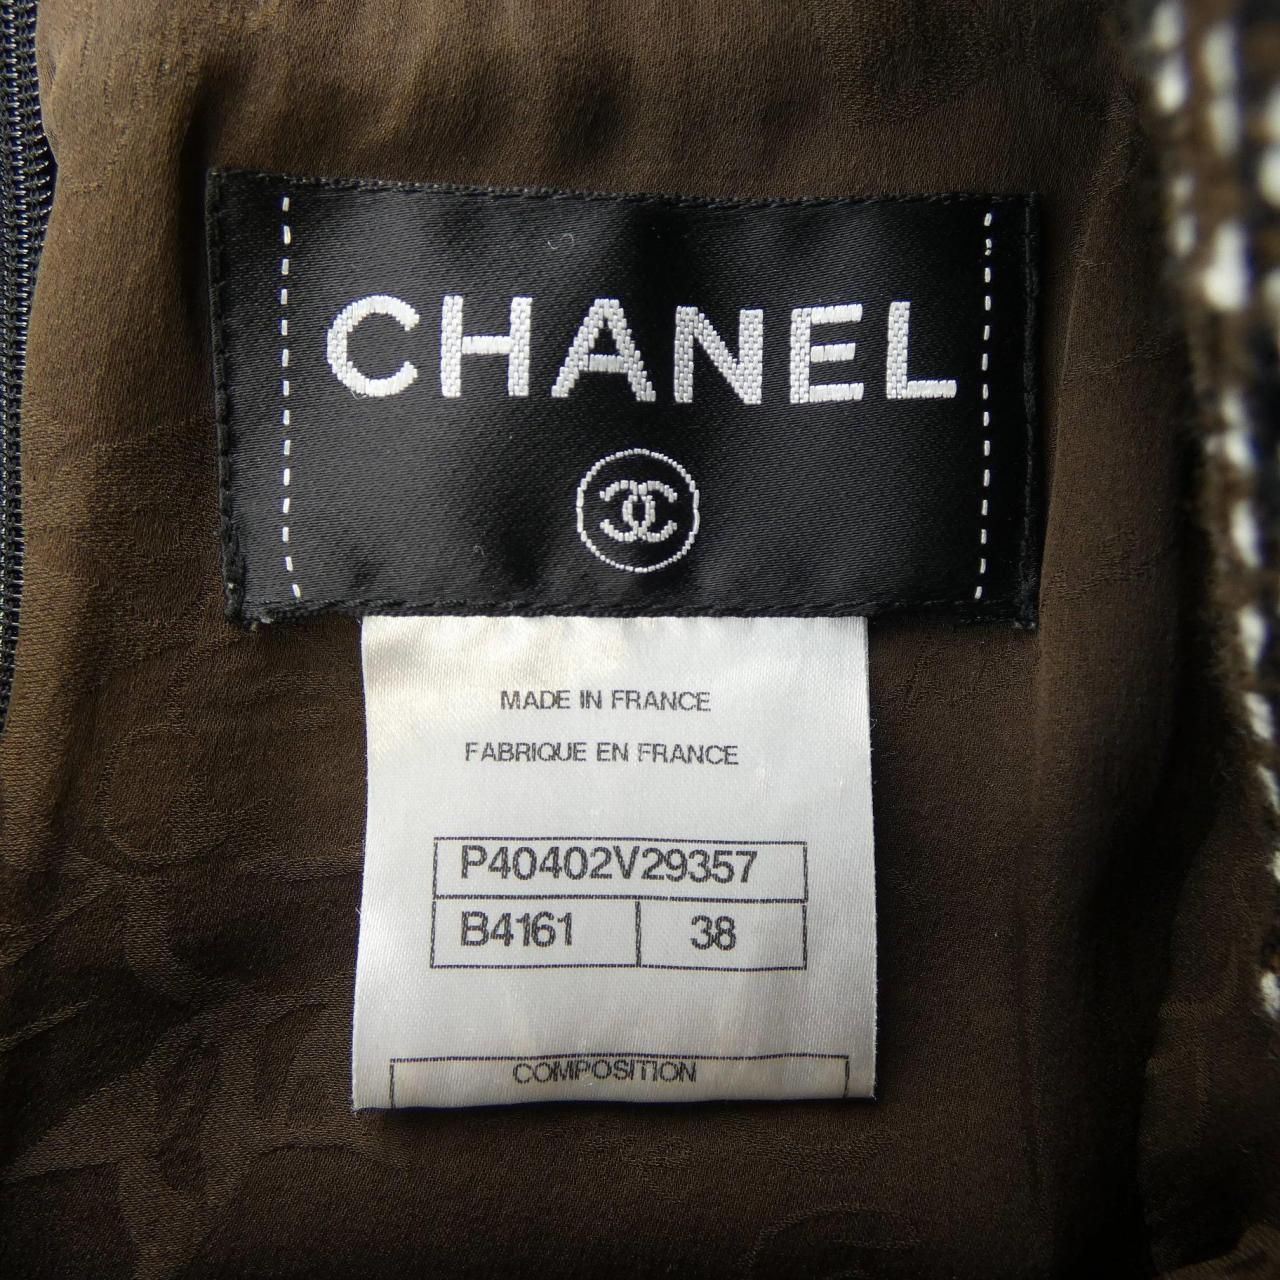 CHANEL
MADE IN FRANCE
FABRIQUE EN FRANCE
P40402V29357
B4161 38
COMPOSITION